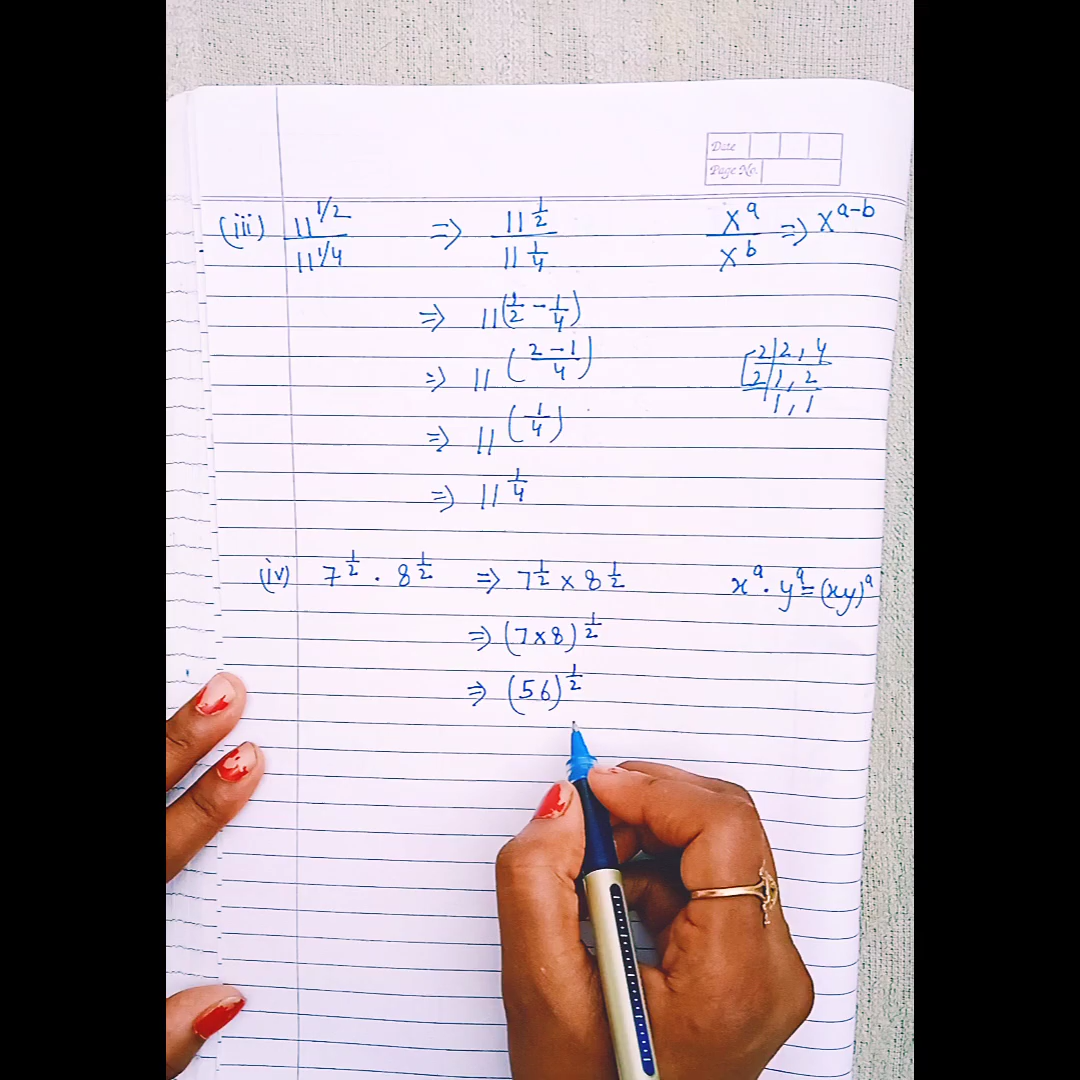 Date
Page No.
(iii) 11^1/2 / 11^1/4 ⇒ 11^1/2 / 11^1/4 x^a / x^b ⇒ x^a-b
⇒ 11^(1/2 - 1/4)
⇒ 11^((2-1)/4) 2|2, 4
2|1, 2
1, 1
⇒ 11^(1/4)
⇒ 11^1/4
(iv) 7^1/2 . 8^1/2 ⇒ 7^1/2 × 8^1/2 x^a . y^a = (xy)^a
⇒ (7×8)^1/2
⇒ (56)^1/2